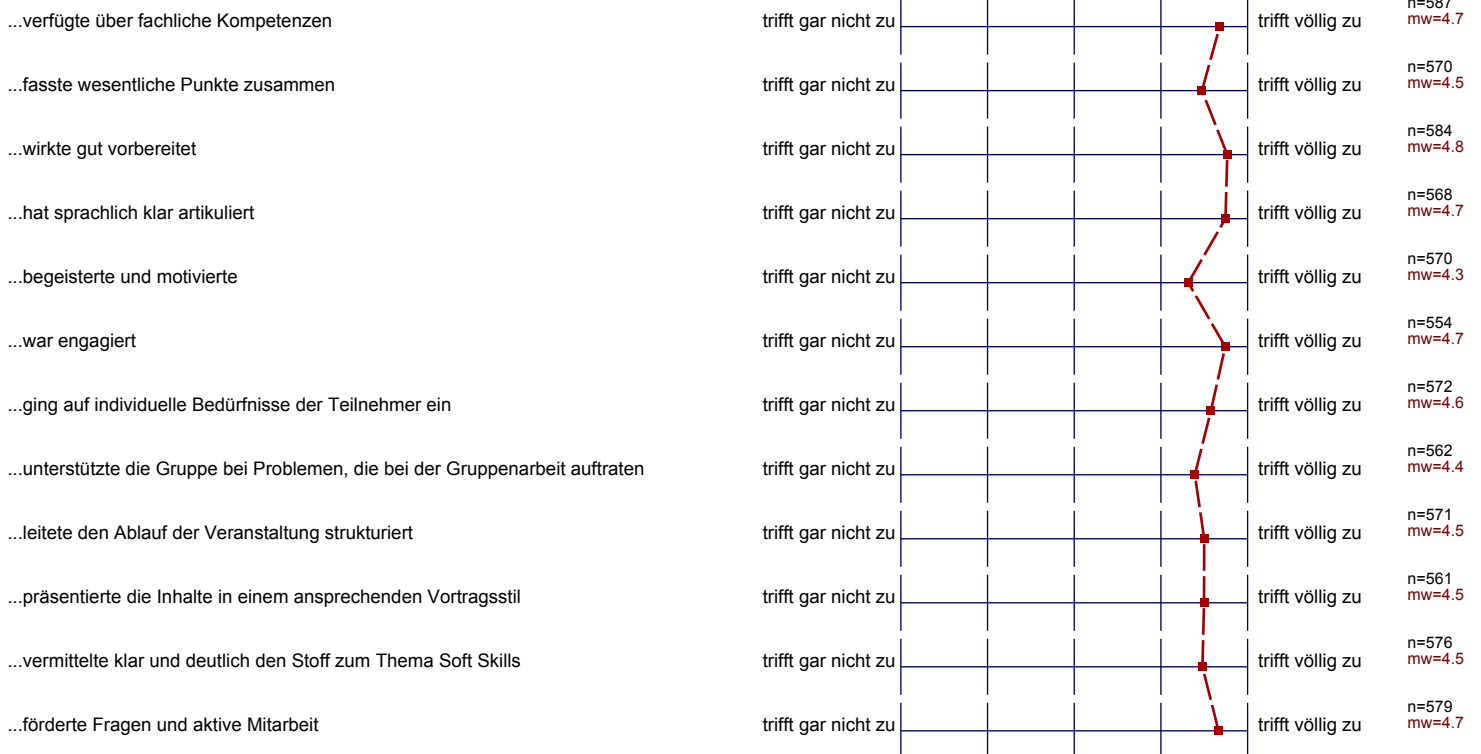 ...verfügte über fachliche Kompetenzen trifft gar nicht zu trifft völlig zu n=587
mw=4.7
...fasste wesentliche Punkte zusammen trifft gar nicht zu trifft völlig zu n=570
mw=4.5
...wirkte gut vorbereitet trifft gar nicht zu trifft völlig zu n=584
mw=4.8
...hat sprachlich klar artikuliert trifft gar nicht zu trifft völlig zu n=568
mw=4.7
...begeisterte und motivierte trifft gar nicht zu trifft völlig zu n=570
mw=4.3
...war engagiert trifft gar nicht zu trifft völlig zu n=554
mw=4.7
...ging auf individuelle Bedürfnisse der Teilnehmer ein trifft gar nicht zu trifft völlig zu n=572
mw=4.6
...unterstützte die Gruppe bei Problemen, die bei der Gruppenarbeit auftraten trifft gar nicht zu trifft völlig zu n=562
mw=4.4
...leitete den Ablauf der Veranstaltung strukturiert trifft gar nicht zu trifft völlig zu n=571
mw=4.5
...präsentierte die Inhalte in einem ansprechenden Vortragsstil trifft gar nicht zu trifft völlig zu n=561
mw=4.5
...vermittelte klar und deutlich den Stoff zum Thema Soft Skills trifft gar nicht zu trifft völlig zu n=576
mw=4.5
...förderte Fragen und aktive Mitarbeit trifft gar nicht zu trifft völlig zu n=579
mw=4.7